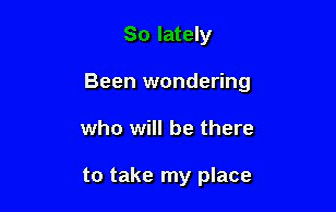 So lately
Been wondering
who will be there
to take my place